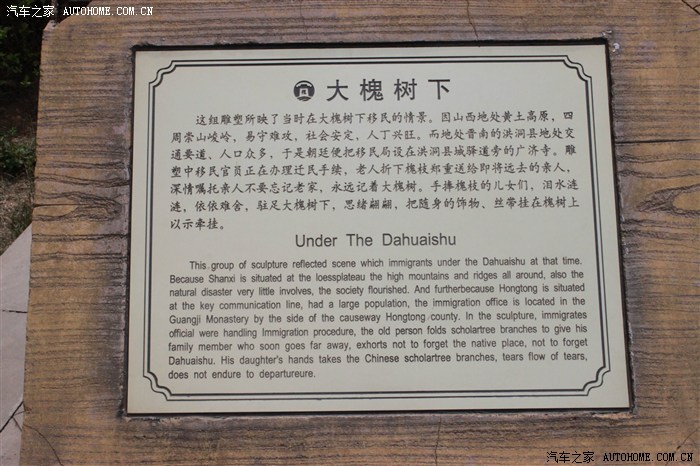 汽车之家 AUTOHOME.COM.CN
大槐树下
这组雕塑所映了当时在大槐树下移民的情景。因山西地处黄土高原，四
周崇山峻岭，易守难攻，社会安定，人丁兴旺。而地处晋南的洪洞县地处交
通要道、人口众多，于是朝廷便把移民局设在洪洞县城驿道旁的广济寺。雕
塑中移民官员正在办理迁民手续，老人折下槐枝郑重送给即将远去的亲人，
深情嘱托亲人不要忘记老家，永远记着大槐树。手捧槐枝的儿女们，泪水涟
涟，依依难舍，驻足大槐树下，思绪翩翩，把随身的饰物、丝带挂在槐树上
以示牵挂。
Under The Dahuaishu
This group of sculpture reflected scene which immigrants under the Dahuaishu at that time.
Because Shanxi is situated at the loessplateau the high mountains and ridges all around, also the
natural disaster very little involves, the society flourished. And furtherbecause Hongtong is situated
at the key communication line, had a large population, the immigration office is located in the
Guangji Monastery by the side of the causeway Hongtong county. In the sculpture, immigrates
official were handling Immigration procedure, the old person folds scholartree branches to give his
family member who soon goes far away, exhorts not to forget the native place, not to forget
Dahuaishu. His daughter's hands takes the Chinese scholartree branches, tears flow of tears,
does not endure to departureure.
汽车之家 AUTOHOME.COM.CN